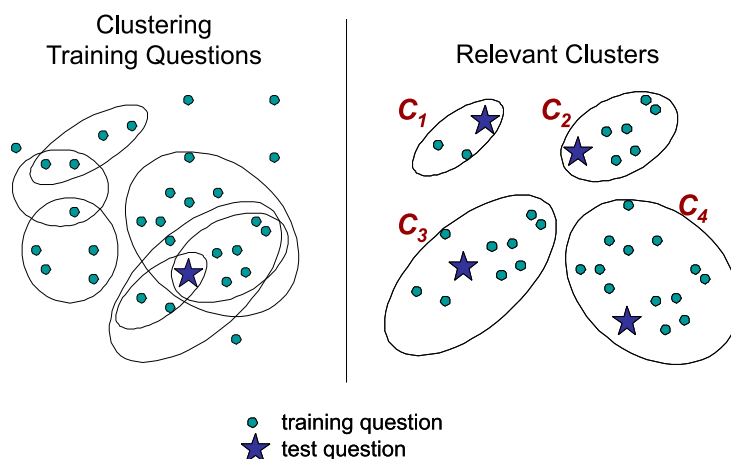 Clustering
Training Questions
Relevant Clusters
C1
C2
C3
C4
training question
test question